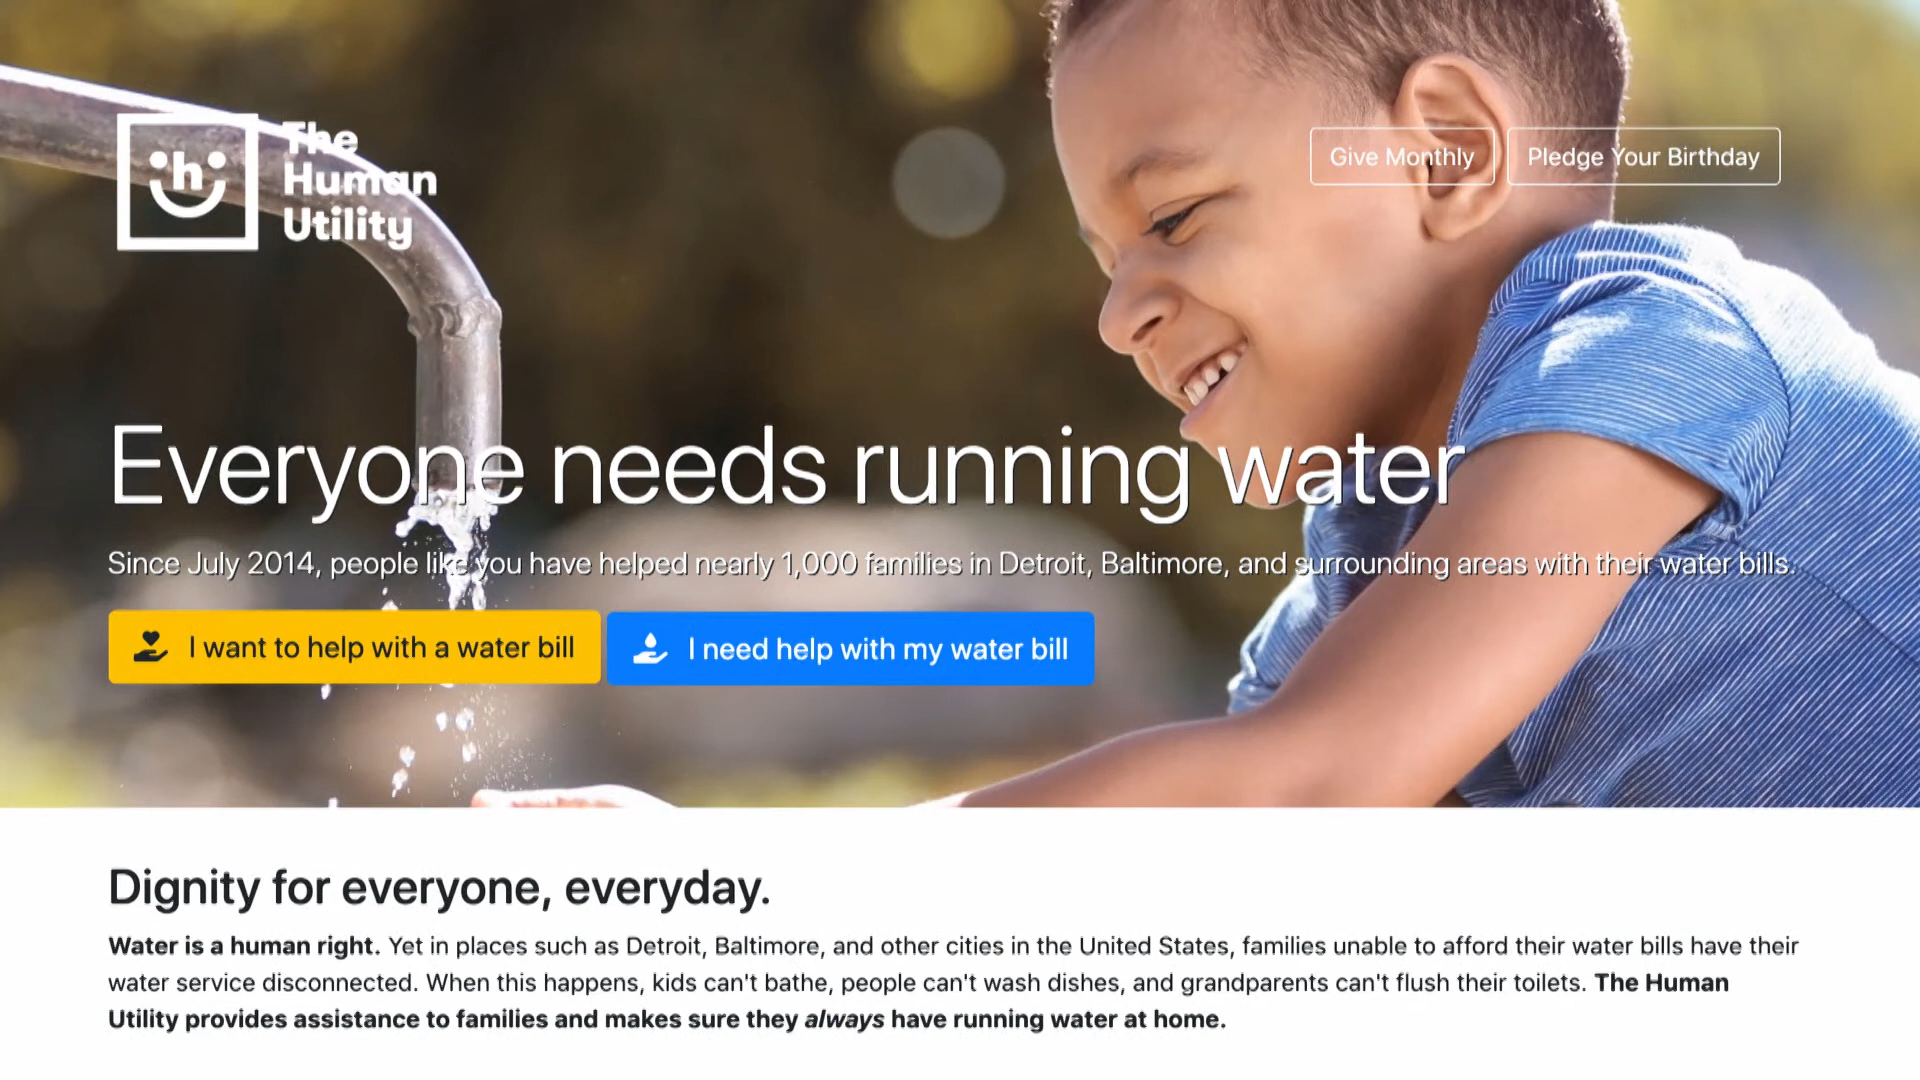 The
Human
Utility
h
Give Monthly
Pledge Your Birthday
Everyone needs running water
Since July 2014, people like you have helped nearly 1,000 families in Detroit, Baltimore, and surrounding areas with their water bills.
I want to help with a water bill
I need help with my water bill
Dignity for everyone, everyday.
Water is a human right. Yet in places such as Detroit, Baltimore, and other cities in the United States, families unable to afford their water bills have their
water service disconnected. When this happens, kids can't bathe, people can't wash dishes, and grandparents can't flush their toilets. The Human
Utility provides assistance to families and makes sure they always have running water at home.